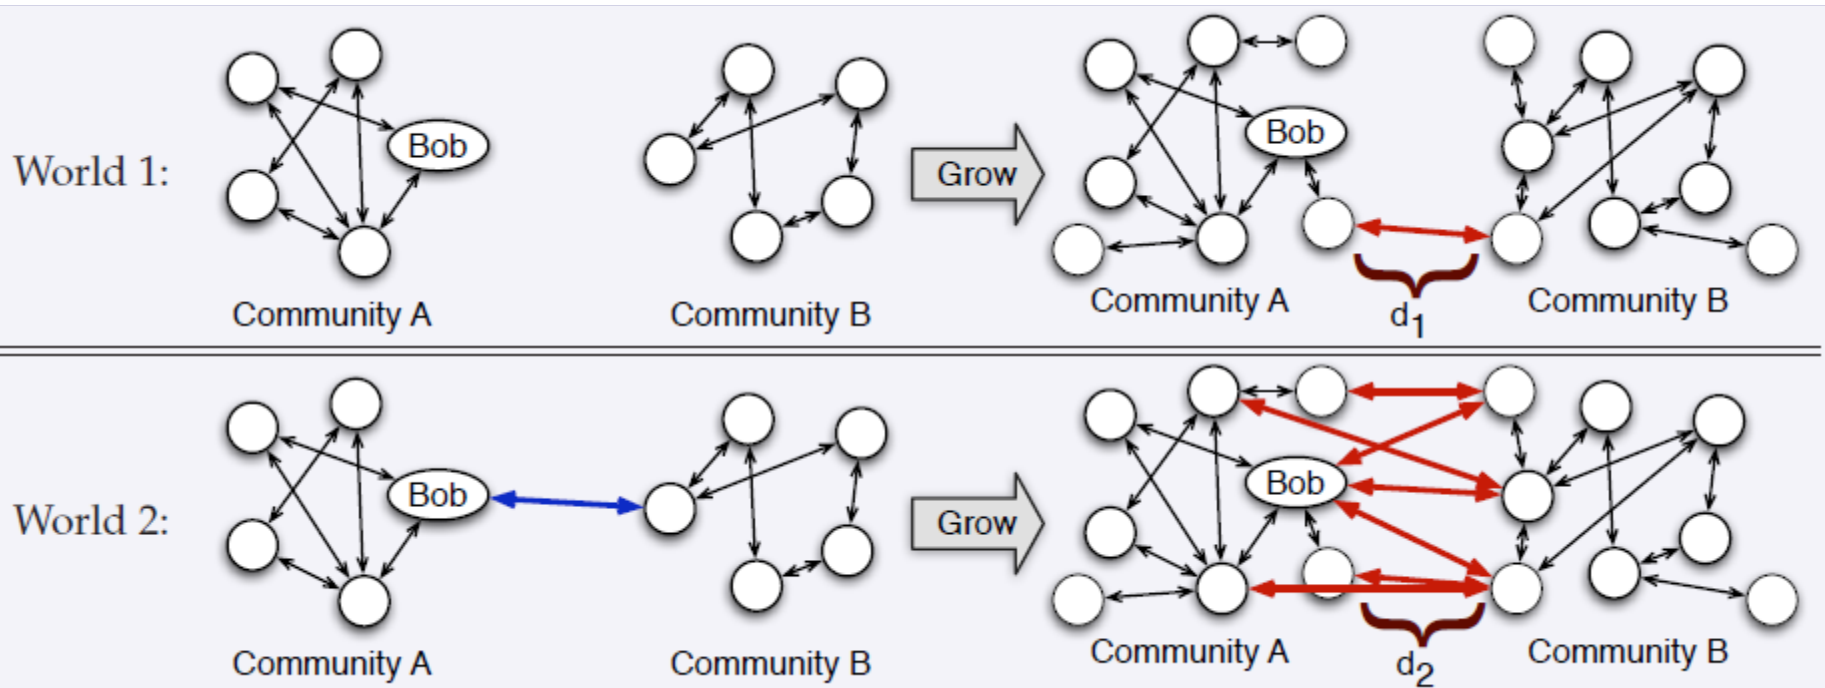 World 1:
Bob
Community A
Community B
Grow
Bob
Community A
d1
Community B
World 2:
Bob
Community A
Community B
Grow
Bob
Community A
d2
Community B